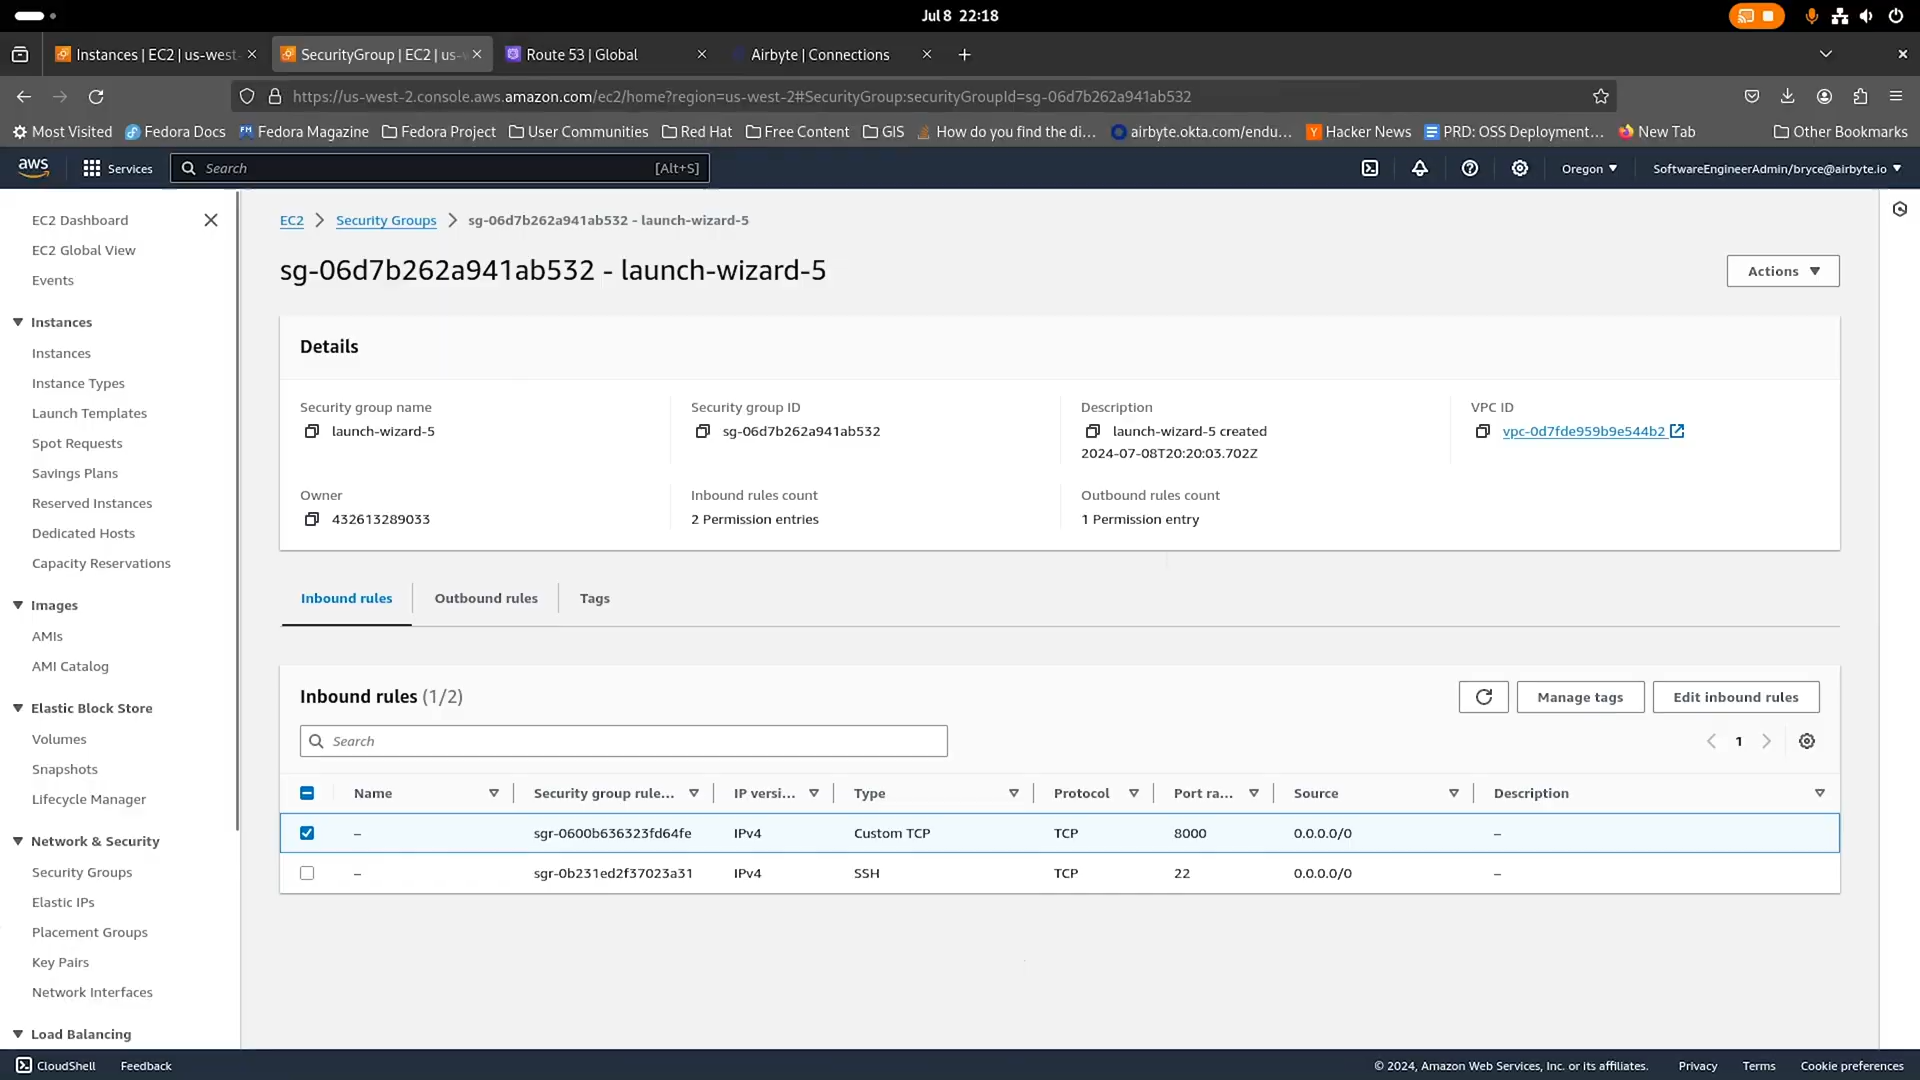 Jul 8 22:18
Instances | EC2 | us-west
SecurityGroup | EC2 | us-w
Route 53 | Global
Airbyte | Connections
https://us-west-2.console.aws.amazon.com/ec2/home?region=us-west-2#SecurityGroup:securityGroupId=sg-06d7b262a941ab532
Most Visited Fedora Docs Fedora Magazine Fedora Project User Communities Red Hat Free Content GIS How do you find the di... airbyte.okta.com/endu... Hacker News PRD: OSS Deployment... New Tab Other Bookmarks
aws Services Search [Alt+S] Oregon SoftwareEngineerAdmin/bryce@airbyte.io
EC2 Dashboard
EC2 Global View
Events
Instances
Instances
Instance Types
Launch Templates
Spot Requests
Savings Plans
Reserved Instances
Dedicated Hosts
Capacity Reservations
Images
AMIs
AMI Catalog
Elastic Block Store
Volumes
Snapshots
Lifecycle Manager
Network & Security
Security Groups
Elastic IPs
Placement Groups
Key Pairs
Network Interfaces
Load Balancing
EC2 > Security Groups > sg-06d7b262a941ab532 - launch-wizard-5
sg-06d7b262a941ab532 - launch-wizard-5
Actions
Details
Security group name
launch-wizard-5
Security group ID
sg-06d7b262a941ab532
Description
launch-wizard-5 created
2024-07-08T20:20:03.702Z
VPC ID
vpc-0d7fde959b9e544b2
Owner
432613289033
Inbound rules count
2 Permission entries
Outbound rules count
1 Permission entry
Inbound rules Outbound rules Tags
Inbound rules (1/2)
Manage tags Edit inbound rules
Search
1
Name Security group rule... IP versi... Type Protocol Port ra... Source Description
– sgr-0600b636323fd64fe IPv4 Custom TCP TCP 8000 0.0.0.0/0 –
– sgr-0b231ed2f37023a31 IPv4 SSH TCP 22 0.0.0.0/0 –
CloudShell Feedback © 2024, Amazon Web Services, Inc. or its affiliates. Privacy Terms Cookie preferences